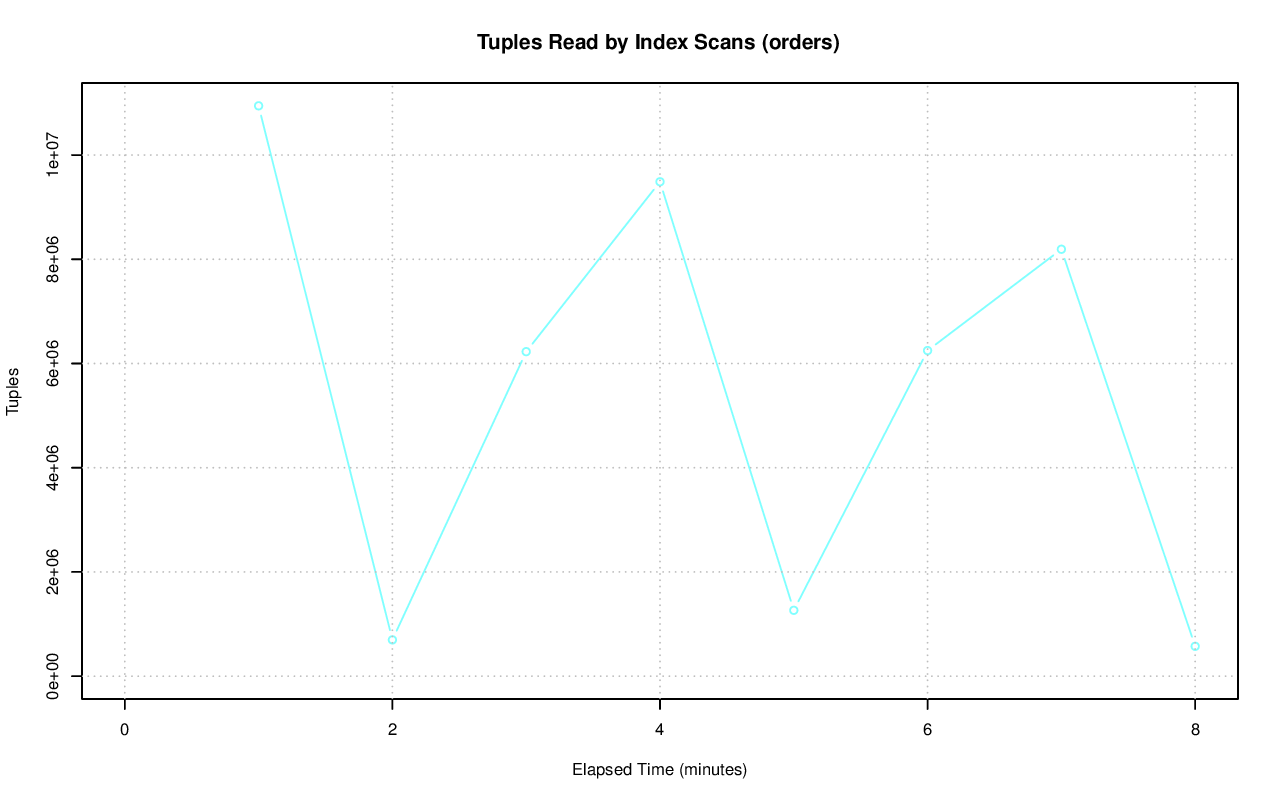 Tuples Read by Index Scans (orders)
1e+07
8e+06
6e+06
4e+06
2e+06
0e+00
Tuples
0 2 4 6 8
Elapsed Time (minutes)